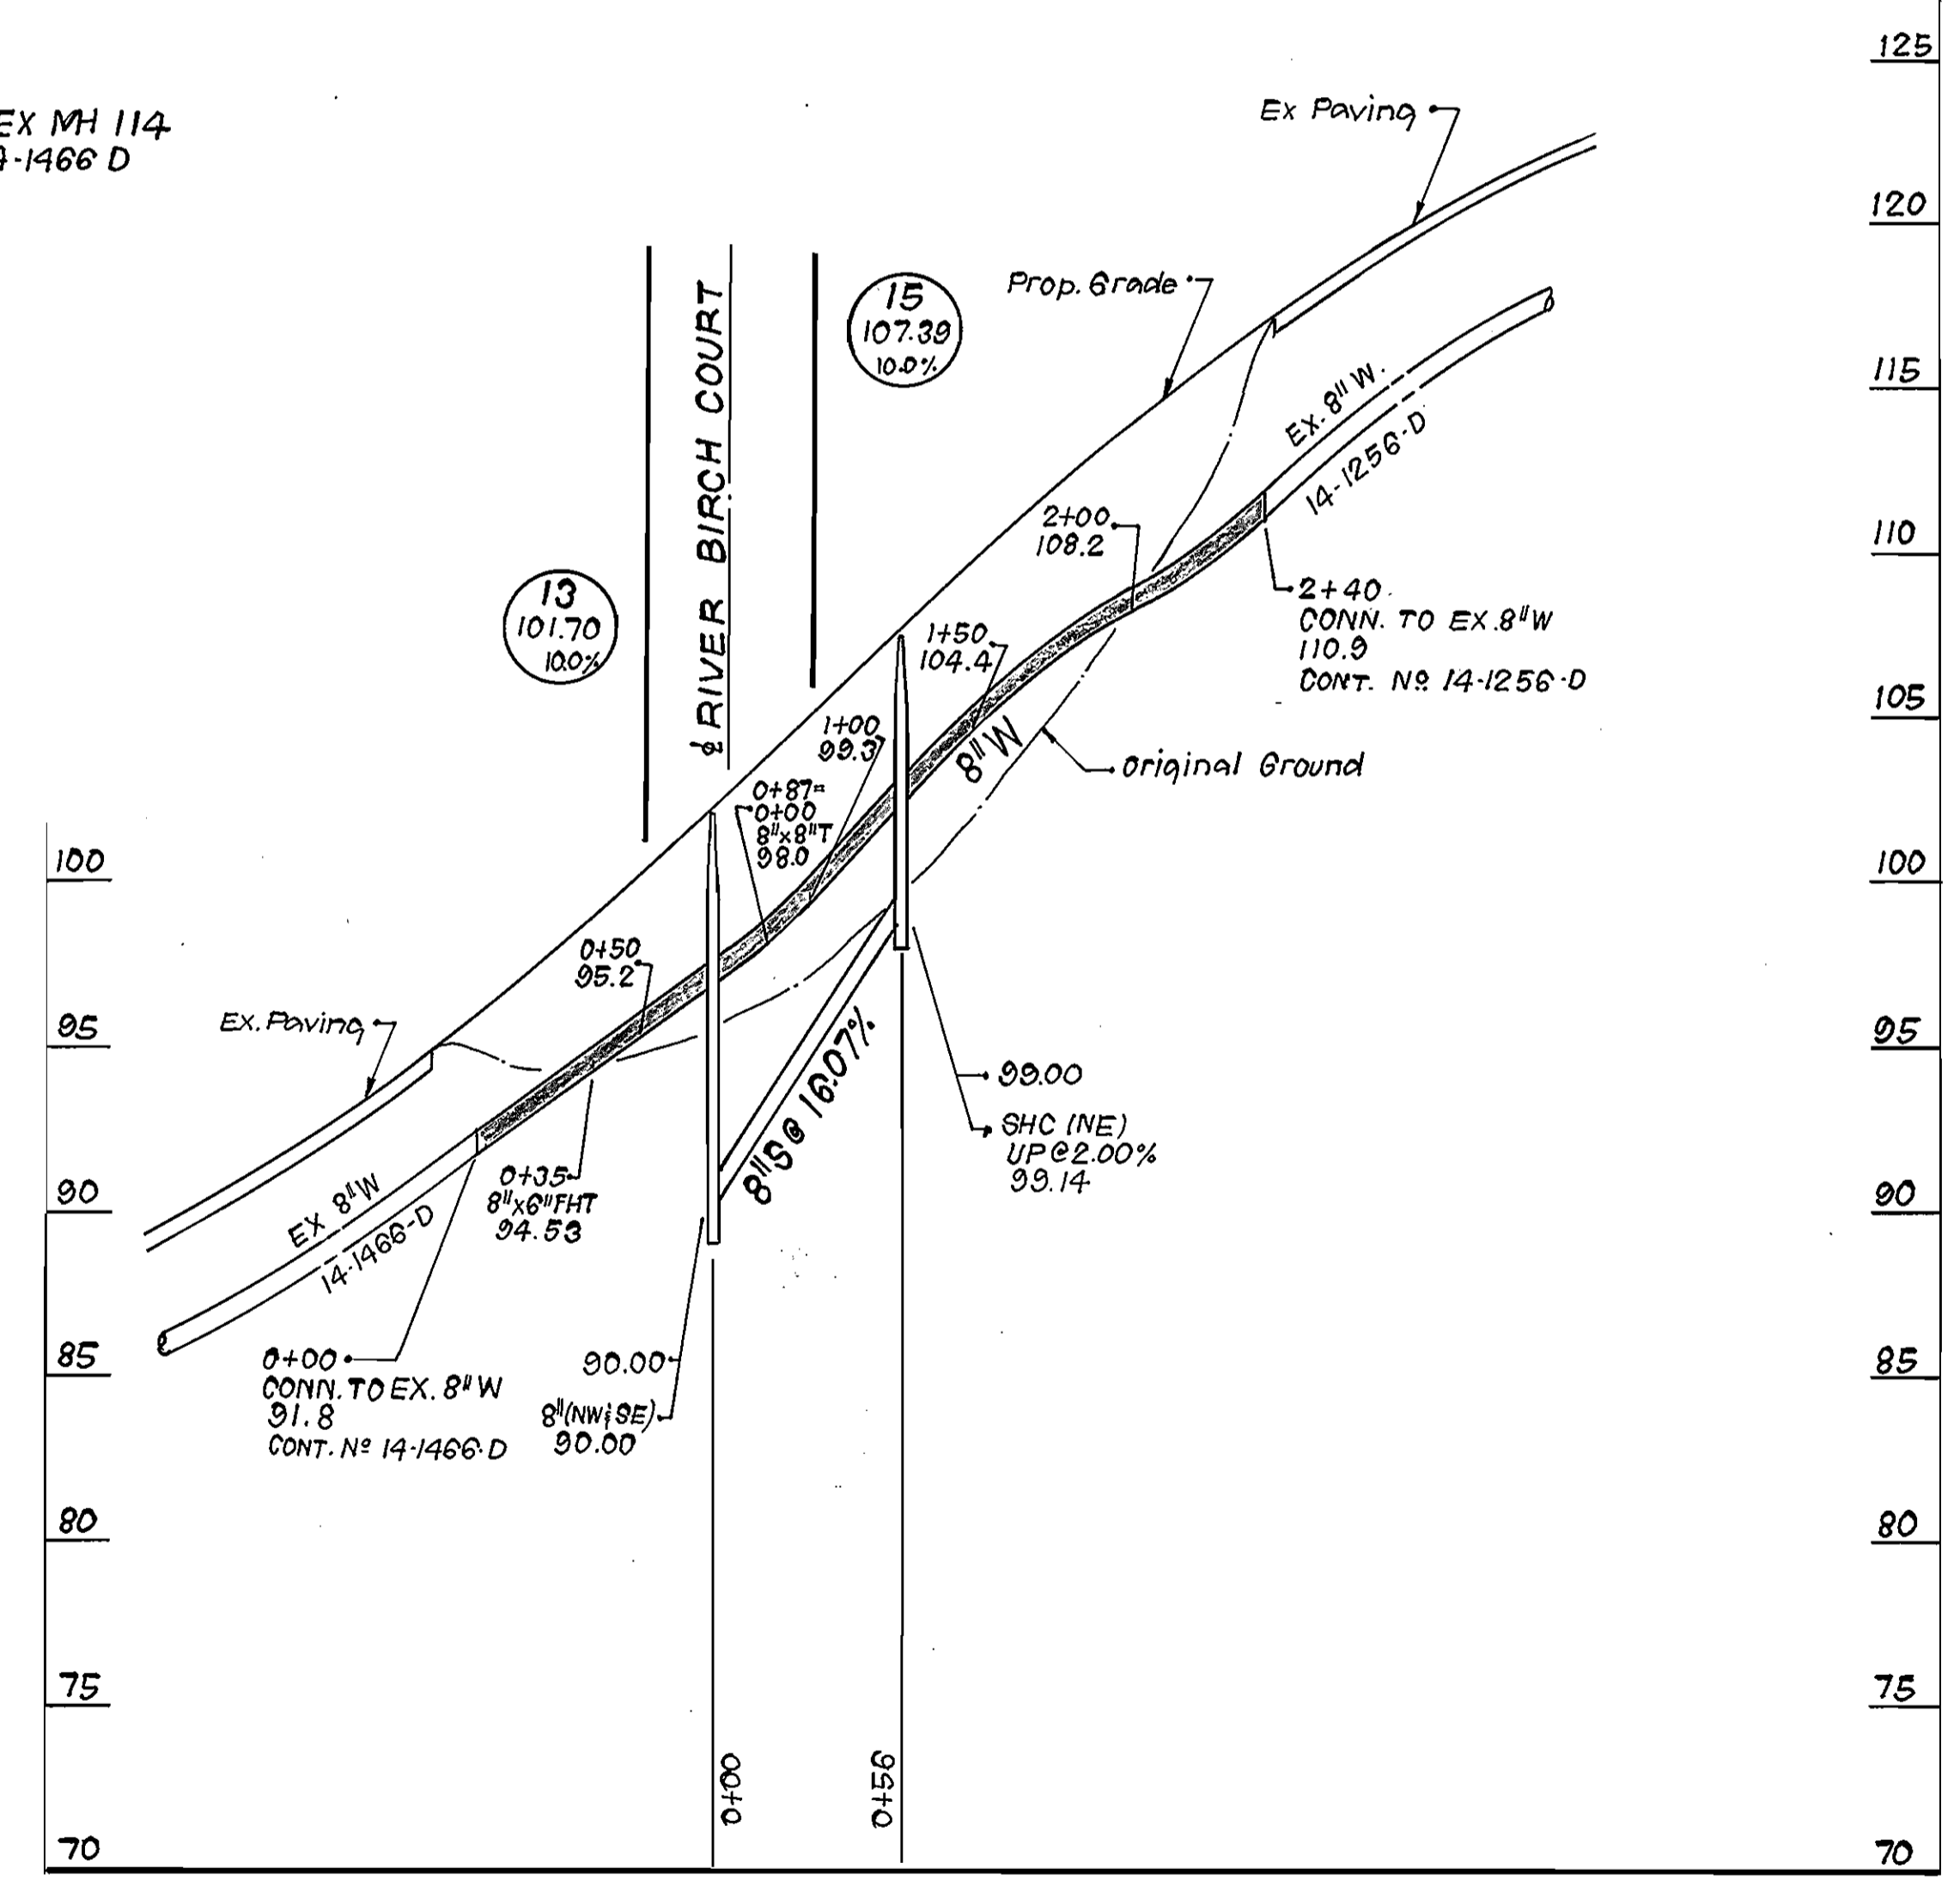 EX MH 114
4-1466 D
125
Ex Paving
120
Prop. Grade
15
107.39
10.0%
115
EX. 8" W.
14-1256-D
RIVER BIRCH COURT
2+00
108.2
110
13
101.70
10.0%
2+40
CONN. TO EX. 8" W
110.9
CONT. Nº 14-1256-D
1+50
104.4
105
8" W
1+00
99.3
Original Ground
0+87=
0+00
8"x8"T
98.0
100
100
0+50
95.2
Ex. Paving
95
95
8"S@ 16.07%
99.00
SHC (NE)
UP@2.00%
99.14
90
90
EX 8" W
14-1466-D
0+35
8"x6"FHT
94.53
85
85
0+00
CONN. TO EX. 8" W
91.8
CONT. Nº 14-1466-D
90.00
8"(NW&SE)
90.00
80
80
75
75
0+00
0+56
70
70